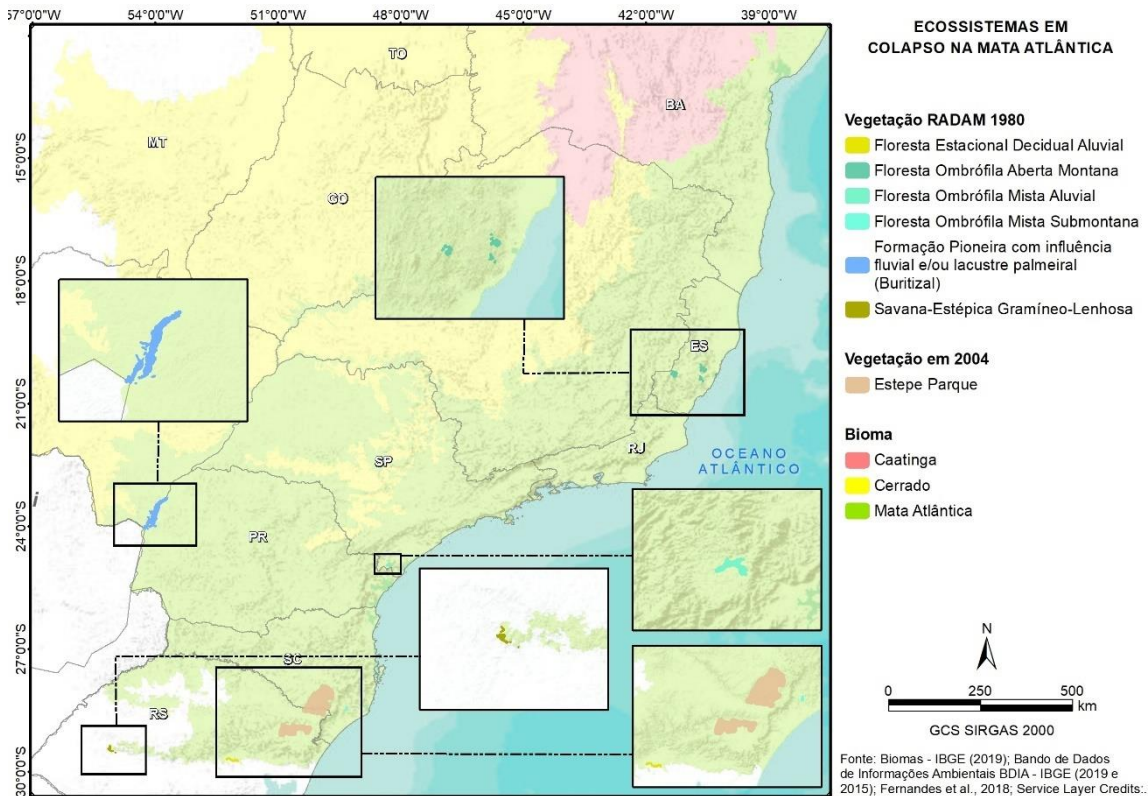 57°0'0"W 54°0'0"W 51°0'0"W 48°0'0"W 45°0'0"W 42°0'0"W 39°0'0"W
15°0'0"S
18°0'0"S
21°0'0"S
24°0'0"S
27°0'0"S
30°0'0"S
TO
BA
MT
GO
ES
RJ
SP
OCEANO
ATLÂNTICO
PR
SC
RS
i
ECOSSISTEMAS EM
COLAPSO NA MATA ATLÂNTICA
Vegetação RADAM 1980
Floresta Estacional Decidual Aluvial
Floresta Ombrófila Aberta Montana
Floresta Ombrófila Mista Aluvial
Floresta Ombrófila Mista Submontana
Formação Pioneira com influência
fluvial e/ou lacustre palmeiral
(Buritizal)
Savana-Estépica Gramíneo-Lenhosa
Vegetação em 2004
Estepe Parque
Bioma
Caatinga
Cerrado
Mata Atlântica
N
0 250 500
km
GCS SIRGAS 2000
Fonte: Biomas - IBGE (2019); Bando de Dados
de Informações Ambientais BDIA - IBGE (2019 e
2015); Fernandes et al., 2018; Service Layer Credits: